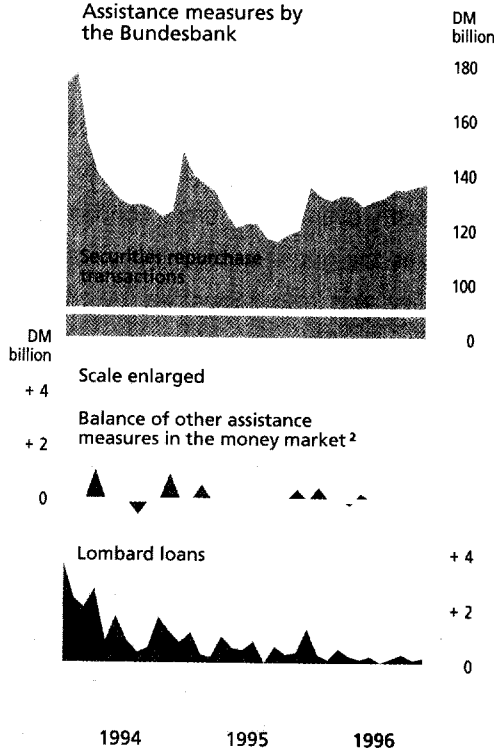 Assistance measures by
the Bundesbank
DM
billion
180
160
140
120
100
0
Securities repurchase
transactions
DM
billion
+ 4
+ 2
0
Scale enlarged
Balance of other assistance
measures in the money market ²
Lombard loans
+ 4
+ 2
0
1994
1995
1996